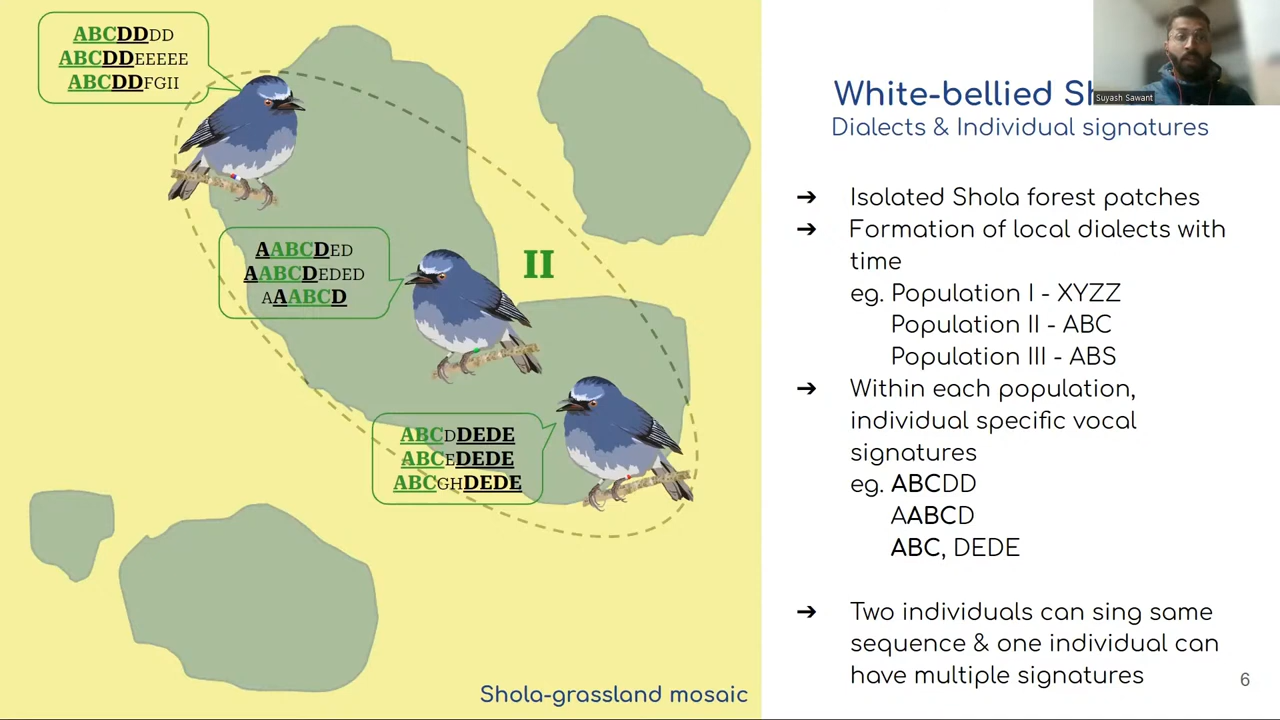 ABCDDDD
ABCDDEEEEE
ABCDDFGII
AABCDED
AABCDEDED
AAABCD
II
ABCDDEDE
ABCEDEDE
ABCGHDEDE
Shola-grassland mosaic
Suyash Sawant
White-bellied
Dialects & Individual signatures
➔ Isolated Shola forest patches
➔ Formation of local dialects with
time
eg. Population I - XYZZ
Population II - ABC
Population III - ABS
➔ Within each population,
individual specific vocal
signatures
eg. ABCDD
AABCD
ABC, DEDE
➔ Two individuals can sing same
sequence & one individual can
have multiple signatures
6